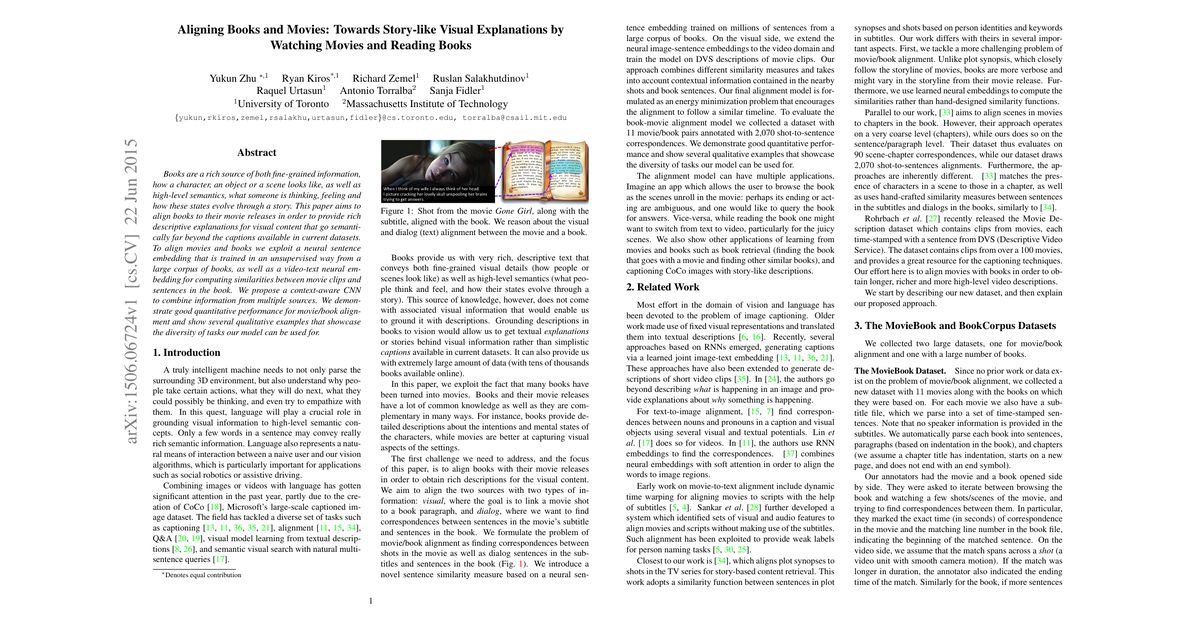 Aligning Books and Movies: Towards Story-like Visual Explanations by
Watching Movies and Reading Books
Yukun Zhu *,1 Ryan Kiros*,1 Richard Zemel1 Ruslan Salakhutdinov1
Raquel Urtasun1 Antonio Torralba2 Sanja Fidler1
1University of Toronto 2Massachusetts Institute of Technology
{yukun,rkiros,zemel,rsalakhu,urtasun,fidler}@cs.toronto.edu, torralba@csail.mit.edu
arXiv:1506.06724v1 [cs.CV] 22 Jun 2015
Abstract
Books are a rich source of both fine-grained information,
how a character, an object or a scene looks like, as well as
high-level semantics, what someone is thinking, feeling and
how these states evolve through a story. This paper aims to
align books to their movie releases in order to provide rich
descriptive explanations for visual content that go seman-
tically far beyond the captions available in current datasets.
To align movies and books we exploit a neural sentence
embedding that is trained in an unsupervised way from a
large corpus of books, as well as a video-text neural em-
bedding for computing similarities between movie clips and
sentences in the book. We propose a context-aware CNN
to combine information from multiple sources. We demon-
strate good quantitative performance for movie/book align-
ment and show several qualitative examples that showcase
the diversity of tasks our model can be used for.
1. Introduction
A truly intelligent machine needs to not only parse the
surrounding 3D environment, but also understand why peo-
ple take certain actions, what they will do next, what they
could possibly be thinking, and even try to empathize with
them. In this quest, language will play a crucial role in
grounding visual information to high-level semantic con-
cepts. Only a few words in a sentence may convey really
rich semantic information. Language also represents a natu-
ral means of interaction between a naive user and our vision
algorithms, which is particularly important for applications
such as social robotics or assistive driving.
Combining images or videos with language has gotten
significant attention in the past year, partly due to the cre-
ation of CoCo [18], Microsoft's large-scale captioned im-
age dataset. The field has tackled a diverse set of tasks such
as captioning [13, 11, 36, 35, 21], alignment [11, 15, 34],
Q&A [20, 19], visual model learning from textual descrip-
tions [8, 26], and semantic visual search with natural multi-
sentence queries [17].
*Denotes equal contribution
When I think of my wife I always think of her head.
I picture cracking her lovely skull unspooling her brains
trying to get answers.
Figure 1: Shot from the movie Gone Girl, along with the
subtitle, aligned with the book. We reason about the visual
and dialog (text) alignment between the movie and a book.
Books provide us with very rich, descriptive text that
conveys both fine-grained visual details (how people or
scenes look like) as well as high-level semantics (what peo-
ple think and feel, and how their states evolve through a
story). This source of knowledge, however, does not come
with associated visual information that would enable us
to ground it with descriptions. Grounding descriptions in
books to vision would allow us to get textual explanations
or stories behind visual information rather than simplistic
captions available in current datasets. It can also provide us
with extremely large amount of data (with tens of thousands
books available online).
In this paper, we exploit the fact that many books have
been turned into movies. Books and their movie releases
have a lot of common knowledge as well as they are com-
plementary in many ways. For instance, books provide de-
tailed descriptions about the intentions and mental states of
the characters, while movies are better at capturing visual
aspects of the settings.
The first challenge we need to address, and the focus
of this paper, is to align books with their movie releases
in order to obtain rich descriptions for the visual content.
We aim to align the two sources with two types of in-
formation: visual, where the goal is to link a movie shot
to a book paragraph, and dialog, where we want to find
correspondences between sentences in the movie's subtitle
and sentences in the book. We formulate the problem of
movie/book alignment as finding correspondences between
shots in the movie as well as dialog sentences in the sub-
titles and sentences in the book (Fig. 1). We introduce a
novel sentence similarity measure based on a neural sen-
1
tence embedding trained on millions of sentences from a
large corpus of books. On the visual side, we extend the
neural image-sentence embeddings to the video domain and
train the model on DVS descriptions of movie clips. Our
approach combines different similarity measures and takes
into account contextual information contained in the nearby
shots and book sentences. Our final alignment model is for-
mulated as an energy minimization problem that encourages
the alignment to follow a similar timeline. To evaluate the
book-movie alignment model we collected a dataset with
11 movie/book pairs annotated with 2,070 shot-to-sentence
correspondences. We demonstrate good quantitative perfor-
mance and show several qualitative examples that showcase
the diversity of tasks our model can be used for.
The alignment model can have multiple applications.
Imagine an app which allows the user to browse the book
as the scenes unroll in the movie: perhaps its ending or act-
ing are ambiguous, and one would like to query the book
for answers. Vice-versa, while reading the book one might
want to switch from text to video, particularly for the juicy
scenes. We also show other applications of learning from
movies and books such as book retrieval (finding the book
that goes with a movie and finding other similar books), and
captioning CoCo images with story-like descriptions.
2. Related Work
Most effort in the domain of vision and language has
been devoted to the problem of image captioning. Older
work made use of fixed visual representations and translated
them into textual descriptions [6, 16]. Recently, several
approaches based on RNNs emerged, generating captions
via a learned joint image-text embedding [13, 11, 36, 21].
These approaches have also been extended to generate de-
scriptions of short video clips [35]. In [24], the authors go
beyond describing what is happening in an image and pro-
vide explanations about why something is happening.
For text-to-image alignment, [15, 7] find correspon-
dences between nouns and pronouns in a caption and visual
objects using several visual and textual potentials. Lin et
al. [17] does so for videos. In [11], the authors use RNN
embeddings to find the correspondences. [37] combines
neural embeddings with soft attention in order to align the
words to image regions.
Early work on movie-to-text alignment include dynamic
time warping for aligning movies to scripts with the help
of subtitles [5, 4]. Sankar et al. [28] further developed a
system which identified sets of visual and audio features to
align movies and scripts without making use of the subtitles.
Such alignment has been exploited to provide weak labels
for person naming tasks [5, 30, 25].
Closest to our work is [34], which aligns plot synopses to
shots in the TV series for story-based content retrieval. This
work adopts a similarity function between sentences in plot
synopses and shots based on person identities and keywords
in subtitles. Our work differs with theirs in several impor-
tant aspects. First, we tackle a more challenging problem of
movie/book alignment. Unlike plot synopsis, which closely
follow the storyline of movies, books are more verbose and
might vary in the storyline from their movie release. Fur-
thermore, we use learned neural embeddings to compute the
similarities rather than hand-designed similarity functions.
Parallel to our work, [33] aims to align scenes in movies
to chapters in the book. However, their approach operates
on a very coarse level (chapters), while ours does so on the
sentence/paragraph level. Their dataset thus evaluates on
90 scene-chapter correspondences, while our dataset draws
2,070 shot-to-sentences alignments. Furthermore, the ap-
proaches are inherently different. [33] matches the pres-
ence of characters in a scene to those in a chapter, as well
as uses hand-crafted similarity measures between sentences
in the subtitles and dialogs in the books, similarly to [34].
Rohrbach et al. [27] recently released the Movie De-
scription dataset which contains clips from movies, each
time-stamped with a sentence from DVS (Descriptive Video
Service). The dataset contains clips from over a 100 movies,
and provides a great resource for the captioning techniques.
Our effort here is to align movies with books in order to ob-
tain longer, richer and more high-level video descriptions.
We start by describing our new dataset, and then explain
our proposed approach.
3. The MovieBook and BookCorpus Datasets
We collected two large datasets, one for movie/book
alignment and one with a large number of books.
The MovieBook Dataset. Since no prior work or data ex-
ist on the problem of movie/book alignment, we collected a
new dataset with 11 movies along with the books on which
they were based on. For each movie we also have a sub-
title file, which we parse into a set of time-stamped sen-
tences. Note that no speaker information is provided in the
subtitles. We automatically parse each book into sentences,
paragraphs (based on indentation in the book), and chapters
(we assume a chapter title has indentation, starts on a new
page, and does not end with an end symbol).
Our annotators had the movie and a book opened side
by side. They were asked to iterate between browsing the
book and watching a few shots/scenes of the movie, and
trying to find correspondences between them. In particular,
they marked the exact time (in seconds) of correspondence
in the movie and the matching line number in the book file,
indicating the beginning of the matched sentence. On the
video side, we assume that the match spans across a shot (a
video unit with smooth camera motion). If the match was
longer in duration, the annotator also indicated the ending
time of the match. Similarly for the book, if more sentences